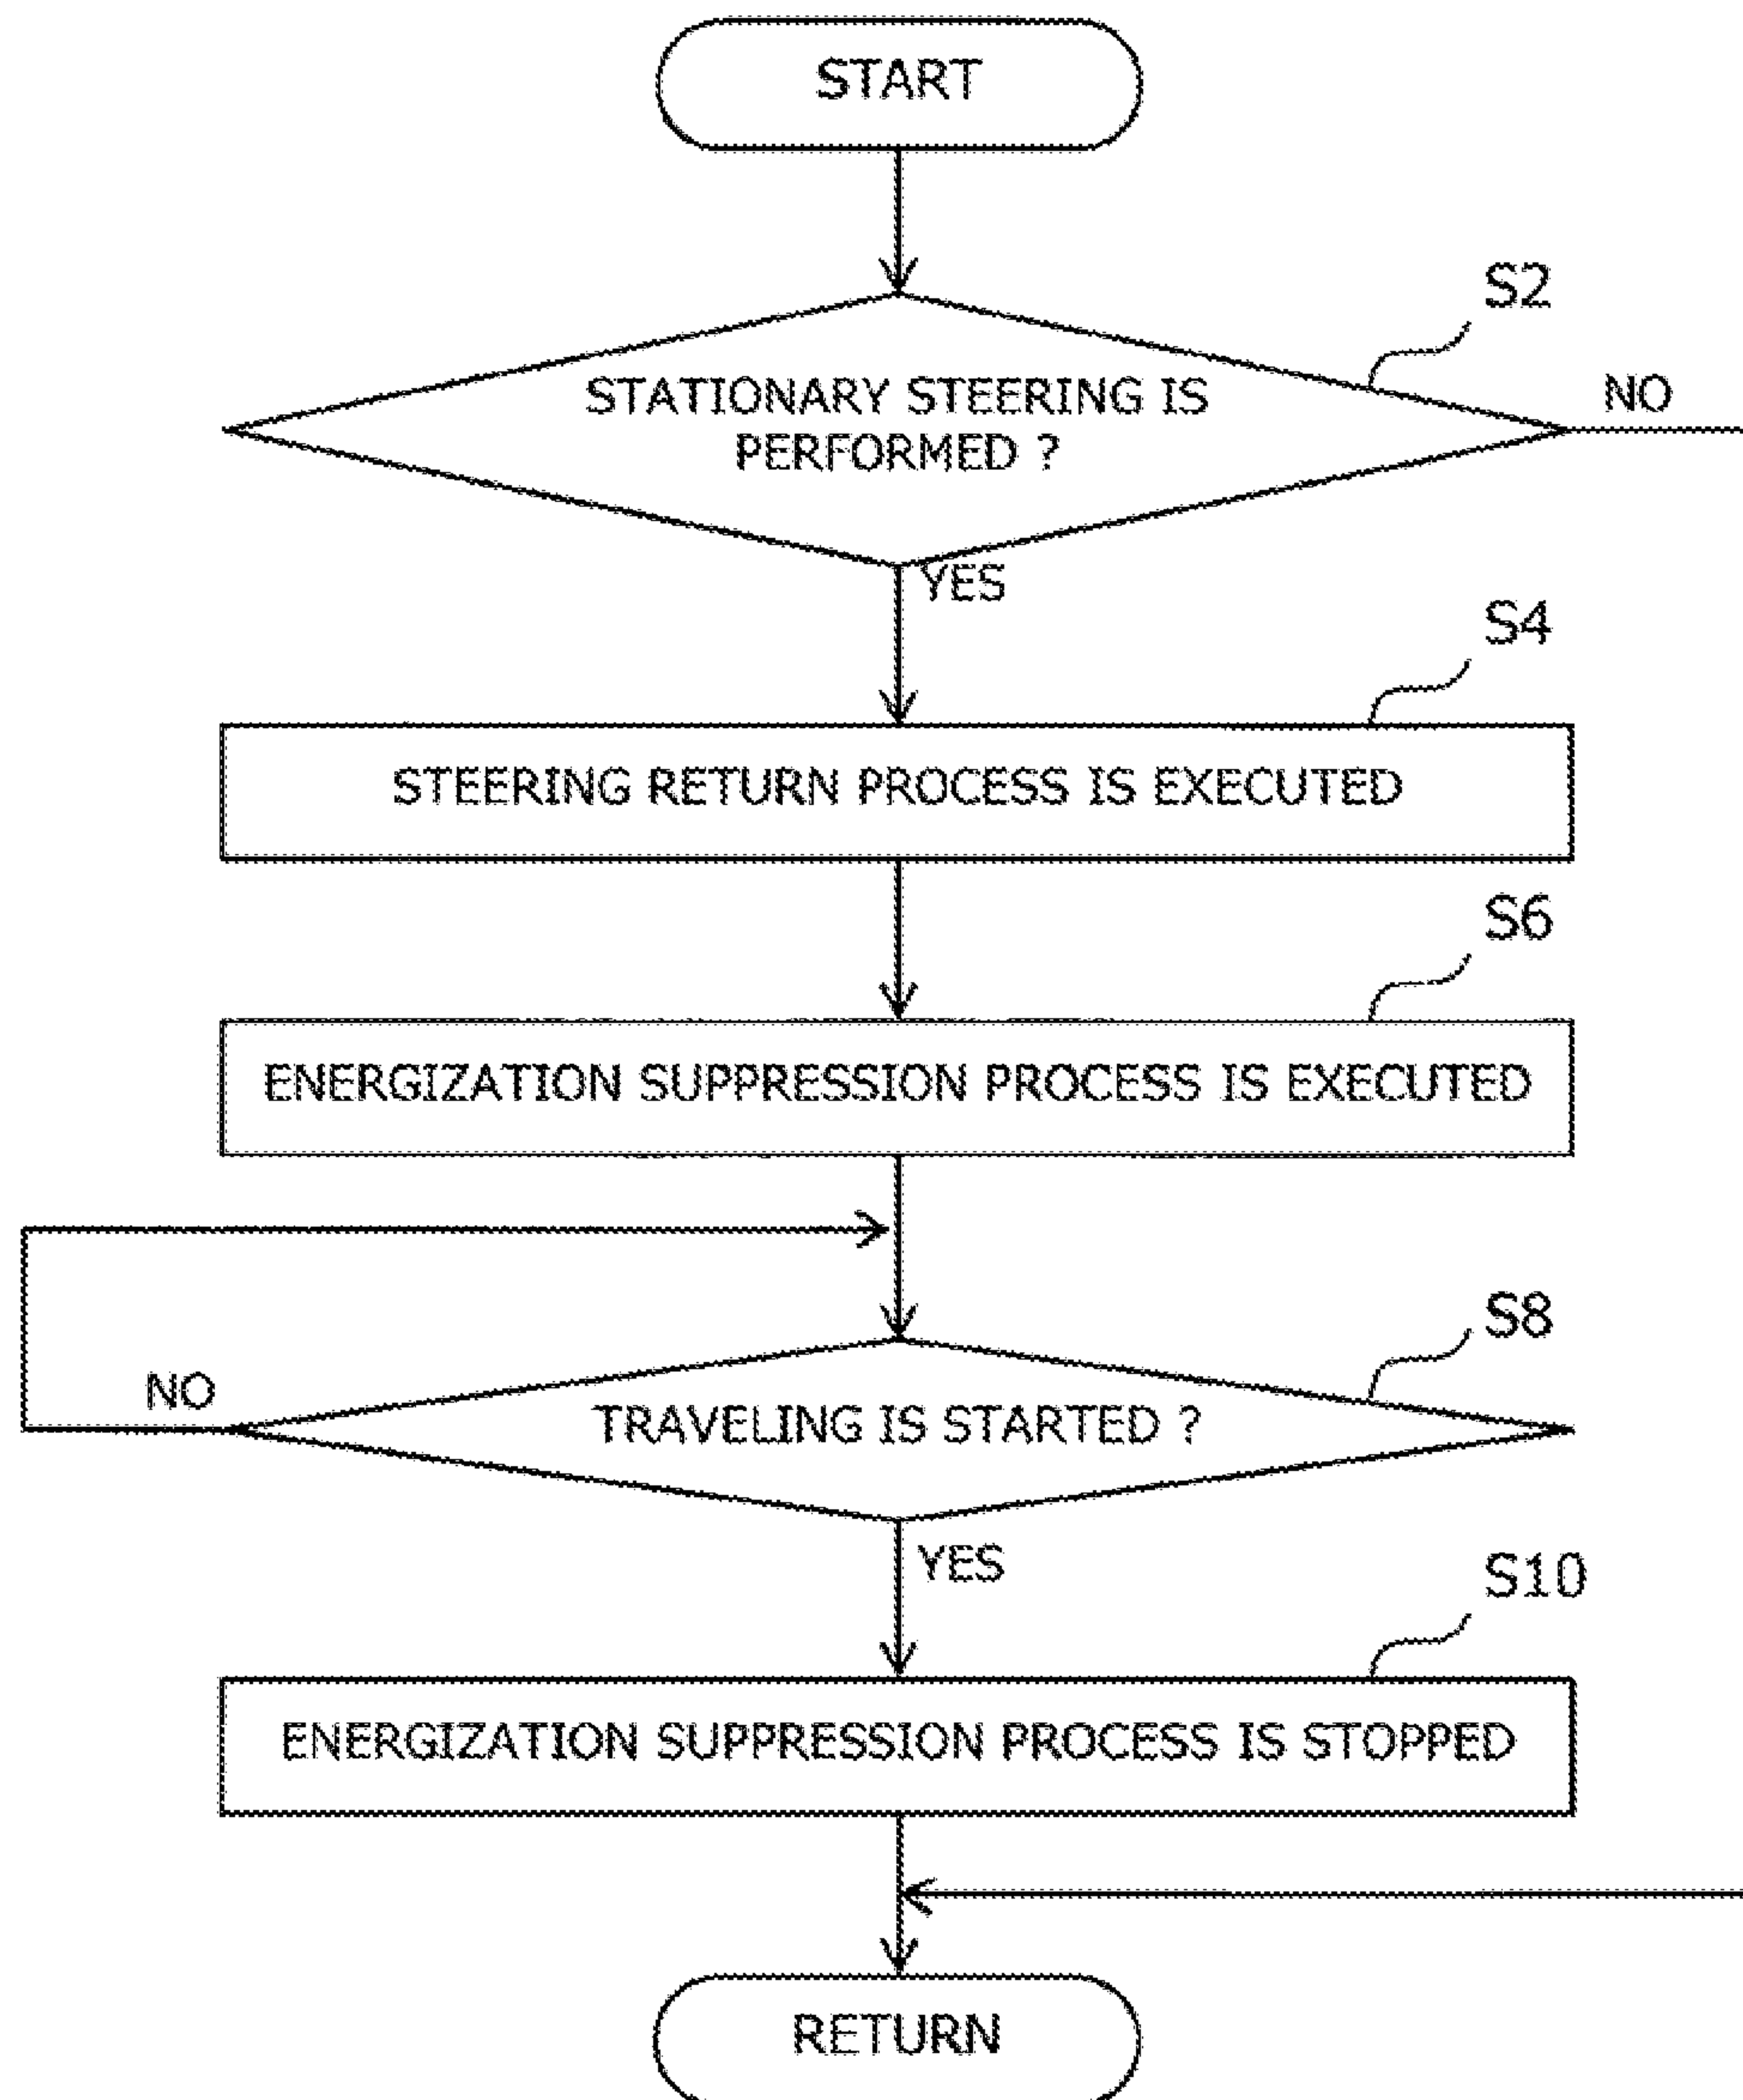 START
S2
STATIONARY STEERING IS
PERFORMED ?
NO
YES
S4
STEERING RETURN PROCESS IS EXECUTED
S6
ENERGIZATION SUPPRESSION PROCESS IS EXECUTED
S8
NO
TRAVELING IS STARTED ?
YES
S10
ENERGIZATION SUPPRESSION PROCESS IS STOPPED
RETURN